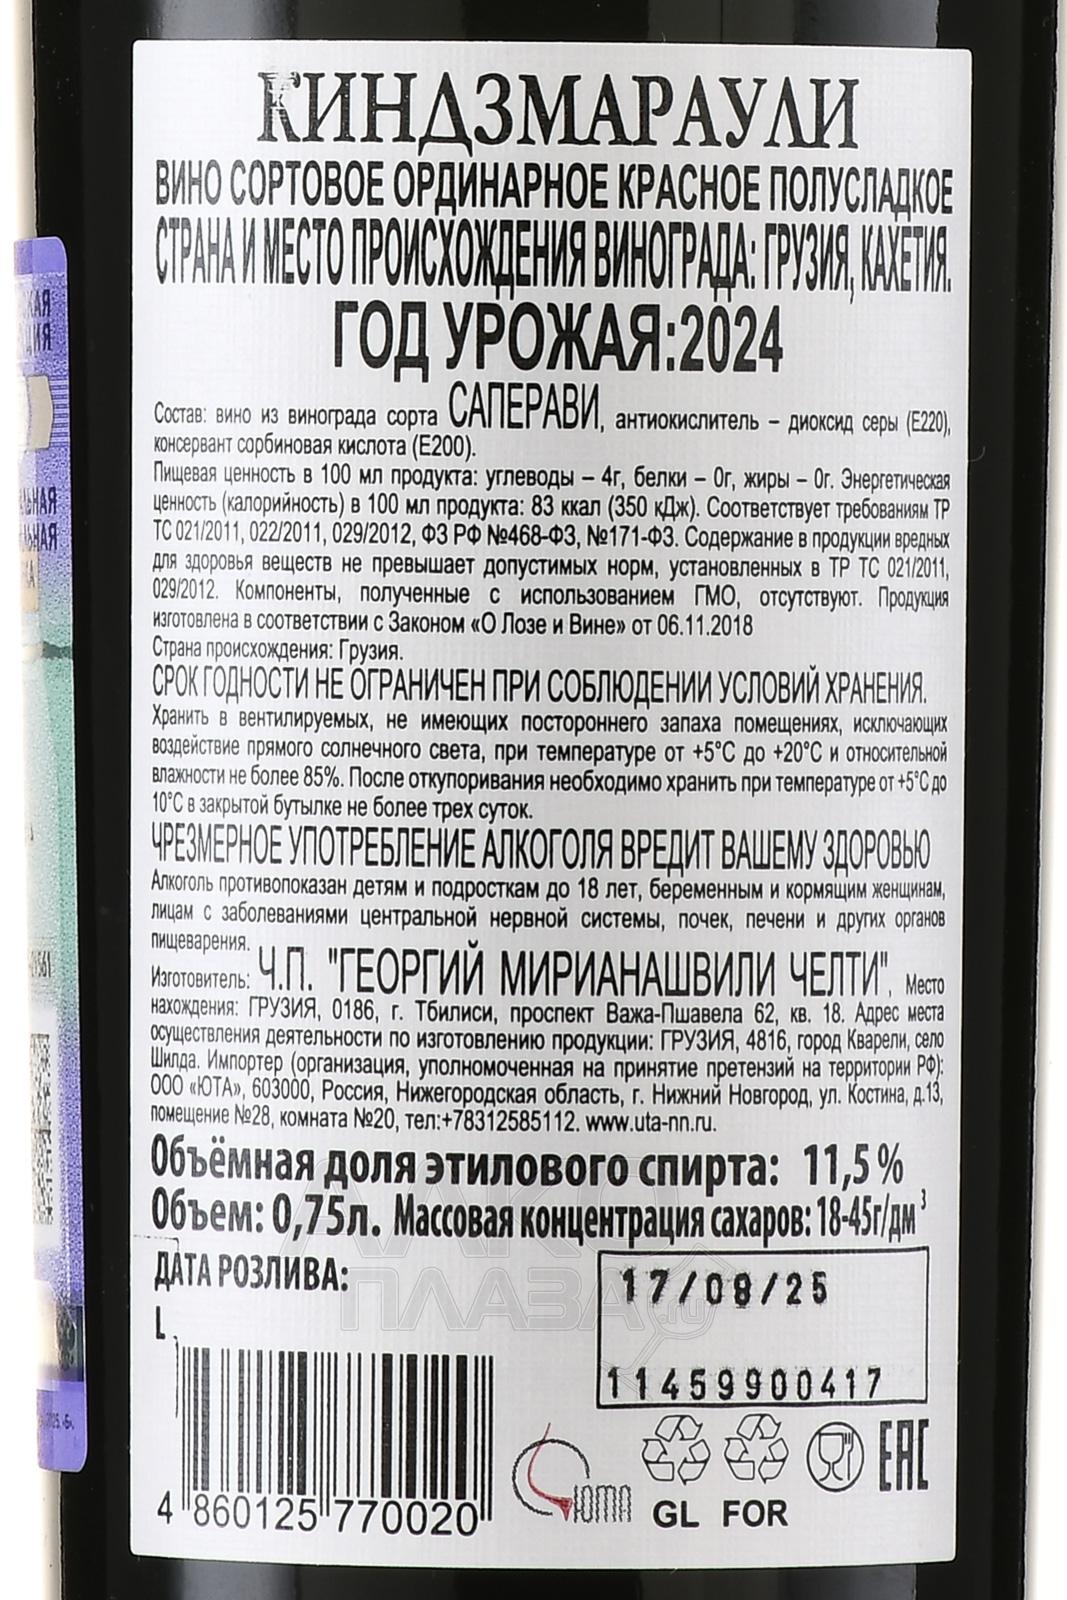 КИНДЗМАРАУЛИ
ВИНО СОРТОВОЕ ОРДИНАРНОЕ КРАСНОЕ ПОЛУСЛАДКОЕ
СТРАНА И МЕСТО ПРОИСХОЖДЕНИЯ ВИНОГРАДА: ГРУЗИЯ, КАХЕТИЯ.
ГОД УРОЖАЯ:2024
Состав: вино из винограда сорта САПЕРАВИ, антиокислитель – диоксид серы (Е220),
консервант сорбиновая кислота (Е200).
Пищевая ценность в 100 мл продукта: углеводы – 4г, белки – 0г, жиры – 0г. Энергетическая
ценность (калорийность) в 100 мл продукта: 83 ккал (350 кДж). Соответствует требованиям ТР
ТС 021/2011, 022/2011, 029/2012, ФЗ РФ №468-ФЗ, №171-ФЗ. Содержание в продукции вредных
для здоровья веществ не превышает допустимых норм, установленных в ТР ТС 021/2011,
029/2012. Компоненты, полученные с использованием ГМО, отсутствуют. Продукция
изготовлена в соответствии с Законом «О Лозе и Вине» от 06.11.2018
Страна происхождения: Грузия.
СРОК ГОДНОСТИ НЕ ОГРАНИЧЕН ПРИ СОБЛЮДЕНИИ УСЛОВИЙ ХРАНЕНИЯ.
Хранить в вентилируемых, не имеющих постороннего запаха помещениях, исключающих
воздействие прямого солнечного света, при температуре от +5°С до +20°С и относительной
влажности не более 85%. После откупоривания необходимо хранить при температуре от +5°С до
10°С в закрытой бутылке не более трех суток.
ЧРЕЗМЕРНОЕ УПОТРЕБЛЕНИЕ АЛКОГОЛЯ ВРЕДИТ ВАШЕМУ ЗДОРОВЬЮ
Алкоголь противопоказан детям и подросткам до 18 лет, беременным и кормящим женщинам,
лицам с заболеваниями центральной нервной системы, почек, печени и других органов
пищеварения.
Изготовитель: Ч.П. "ГЕОРГИЙ МИРИАНАШВИЛИ ЧЕЛТИ", Место
нахождения: ГРУЗИЯ, 0186, г. Тбилиси, проспект Важа-Пшавела 62, кв. 18. Адрес места
осуществления деятельности по изготовлению продукции: ГРУЗИЯ, 4816, город Кварели, село
Шилда. Импортер (организация, уполномоченная на принятие претензий на территории РФ):
ООО «ЮТА», 603000, Россия, Нижегородская область, г. Нижний Новгород, ул. Костина, д.13,
помещение №28, комната №20, тел:+78312585112. www.uta-nn.ru.
Объёмная доля этилового спирта: 11,5 %
Объем: 0,75л. Массовая концентрация сахаров: 18-45г/дм³
ДАТА РОЗЛИВА:
17/08/25
L
11459900417
4 860125 770020
Юта
GL FOR
EAC
АЛКО
ПЛАЗА.ru